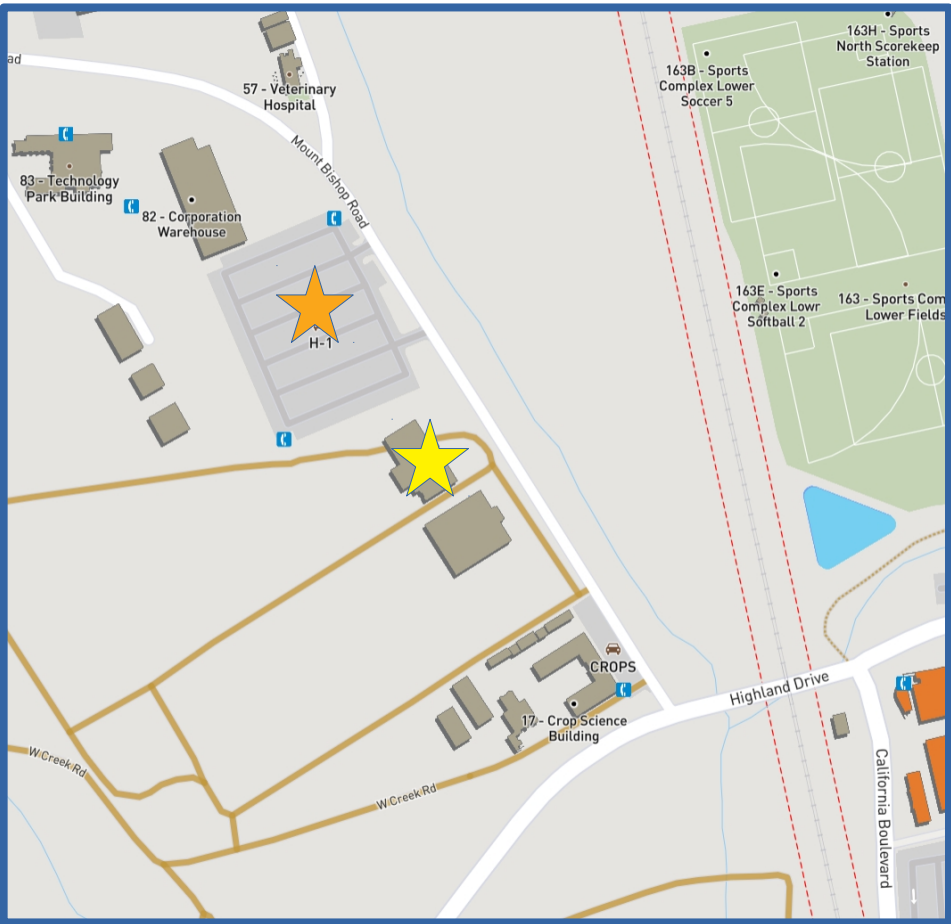 163H - Sports
North Scorekeep
Station
163B - Sports
Complex Lower
Soccer 5
ad
57 - Veterinary
Hospital
Mount Bishop Road
83 - Technology
Park Building
82 - Corporation
Warehouse
163E - Sports
Complex Lowr
Softball 2
163 - Sports Com
Lower Fields
H-1
CROPS
Highland Drive
17 - Crop Science
Building
W Creek Rd
W Creek Rd
California Boulevard